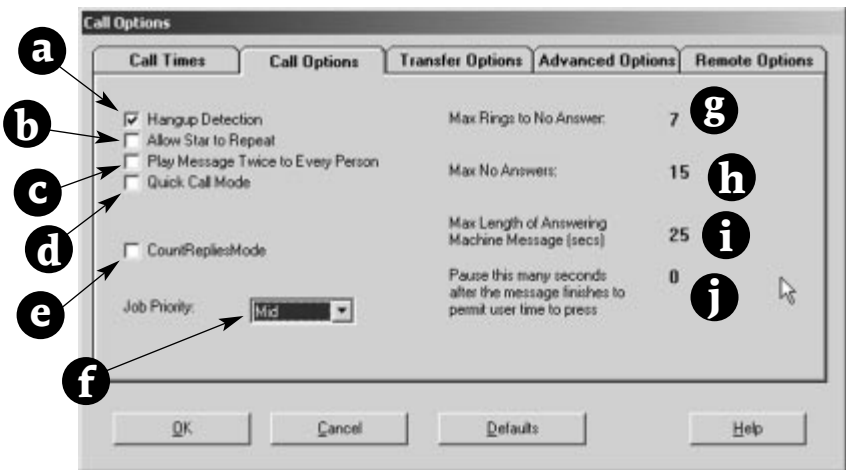 Call Options
Call Times Call Options Transfer Options Advanced Options Remote Options
a
Hangup Detection
b
Allow Star to Repeat
c
Play Message Twice to Every Person
d
Quick Call Mode
e
CountRepliesMode
Job Priority: Mid
f
Max Rings to No Answer: 7 g
Max No Answers: 15 h
Max Length of Answering
Machine Message (secs) 25 i
Pause this many seconds 0
after the message finishes to
permit user time to press j
OK Cancel Defaults Help